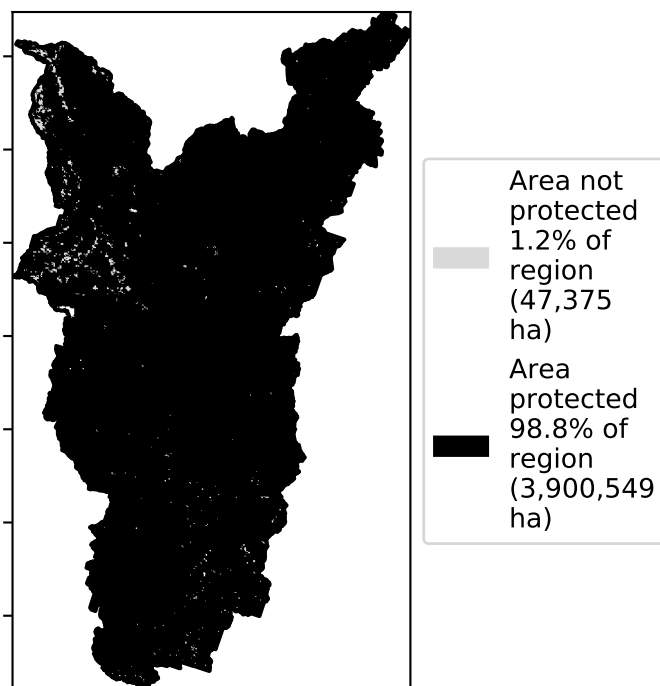 Area not
protected
1.2% of
region
(47,375
ha)
Area
protected
98.8% of
region
(3,900,549
ha)